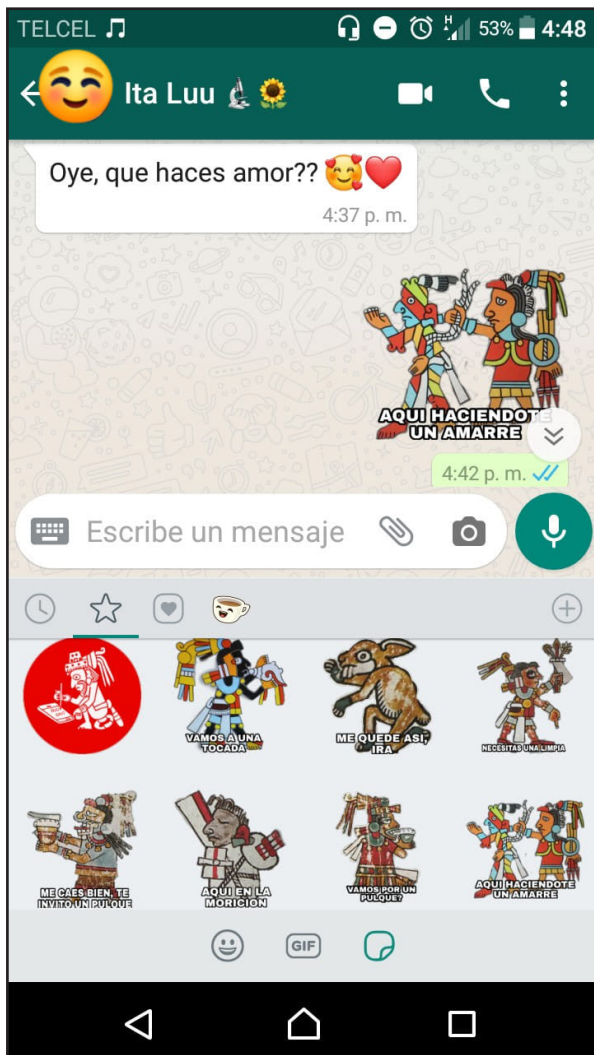 TELCEL
H 53% 4:48
Ita Luu
Oye, que haces amor??
4:37 p. m.
AQUI HACIENDOTE
UN AMARRE
4:42 p. m.
Escribe un mensaje
VAMOS A UNA
TOCADA
ME QUEDE ASI,
IRA
NECESITAS UNA LIMPIA
ME CAES BIEN, TE
INVITO UN PULQUE
AQUI EN LA
MORICION
VAMOS POR UN
PULQUE?
AQUI HACIENDOTE
UN AMARRE
GIF